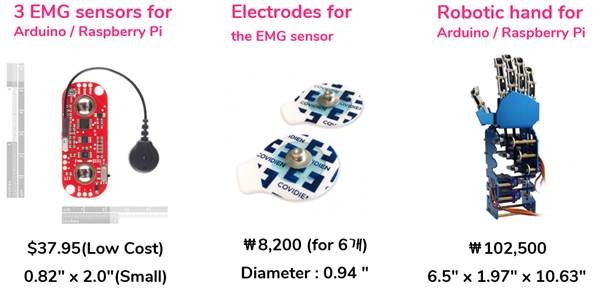 3 EMG sensors for
Arduino / Raspberry Pi
Electrodes for
the EMG sensor
Robotic hand for
Arduino / Raspberry Pi
COVIDIEN
COVIDIEN
$37.95(Low Cost)
0.82" x 2.0"(Small)
₩8,200 (for 6개)
Diameter : 0.94 "
₩102,500
6.5" x 1.97" x 10.63"